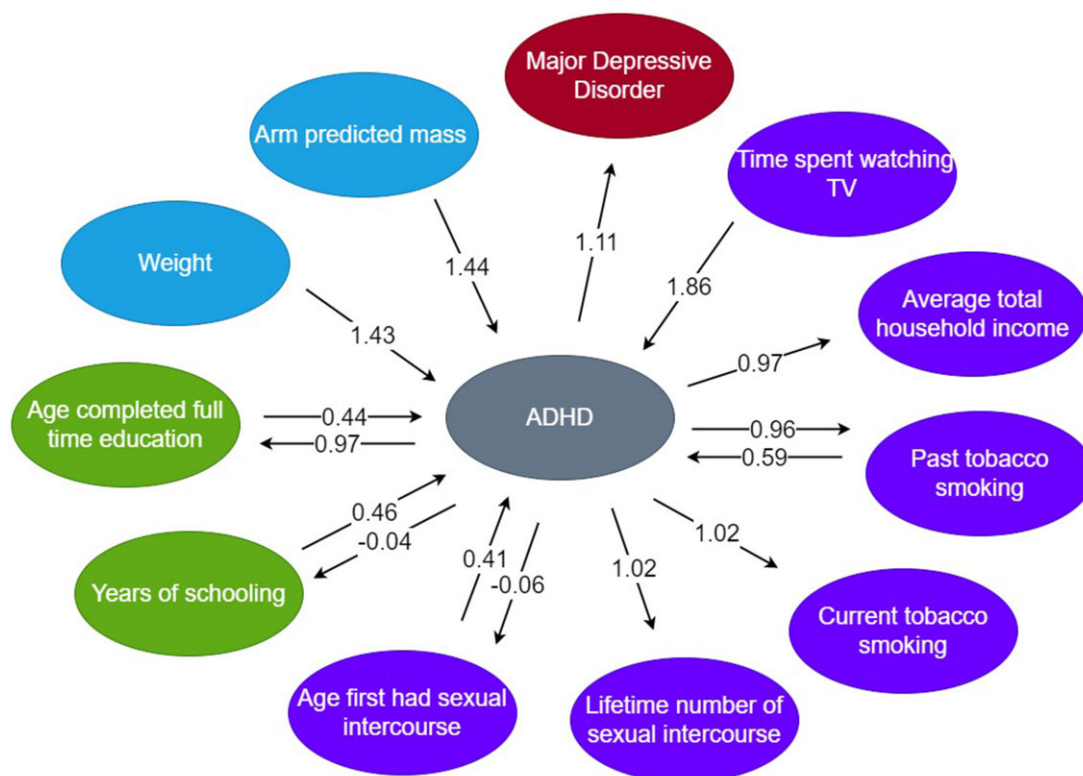 Major Depressive
Disorder
Arm predicted mass
Time spent watching
TV
Weight
1.44
1.11
1.86
1.43
Average total
household income
0.97
Age completed full
time education
0.44
0.97
ADHD
0.96
0.59
Past tobacco
smoking
0.46
-0.04
Years of schooling
0.41
-0.06
1.02
1.02
Current tobacco
smoking
Age first had sexual
intercourse
Lifetime number of
sexual intercourse